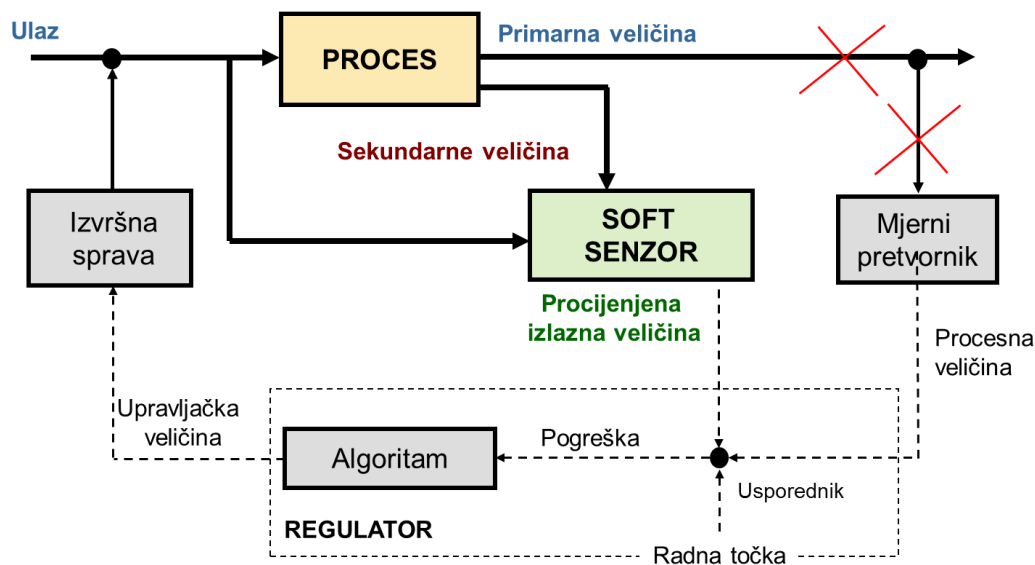 Ulaz
PROCES
Primarna veličina
Sekundarne veličina
Izvršna
sprava
SOFT
SENZOR
Mjerni
pretvornik
Procijenjena
izlazna veličina
Procesna
veličina
Upravljačka
veličina
Algoritam
Pogreška
Usporednik
REGULATOR
Radna točka